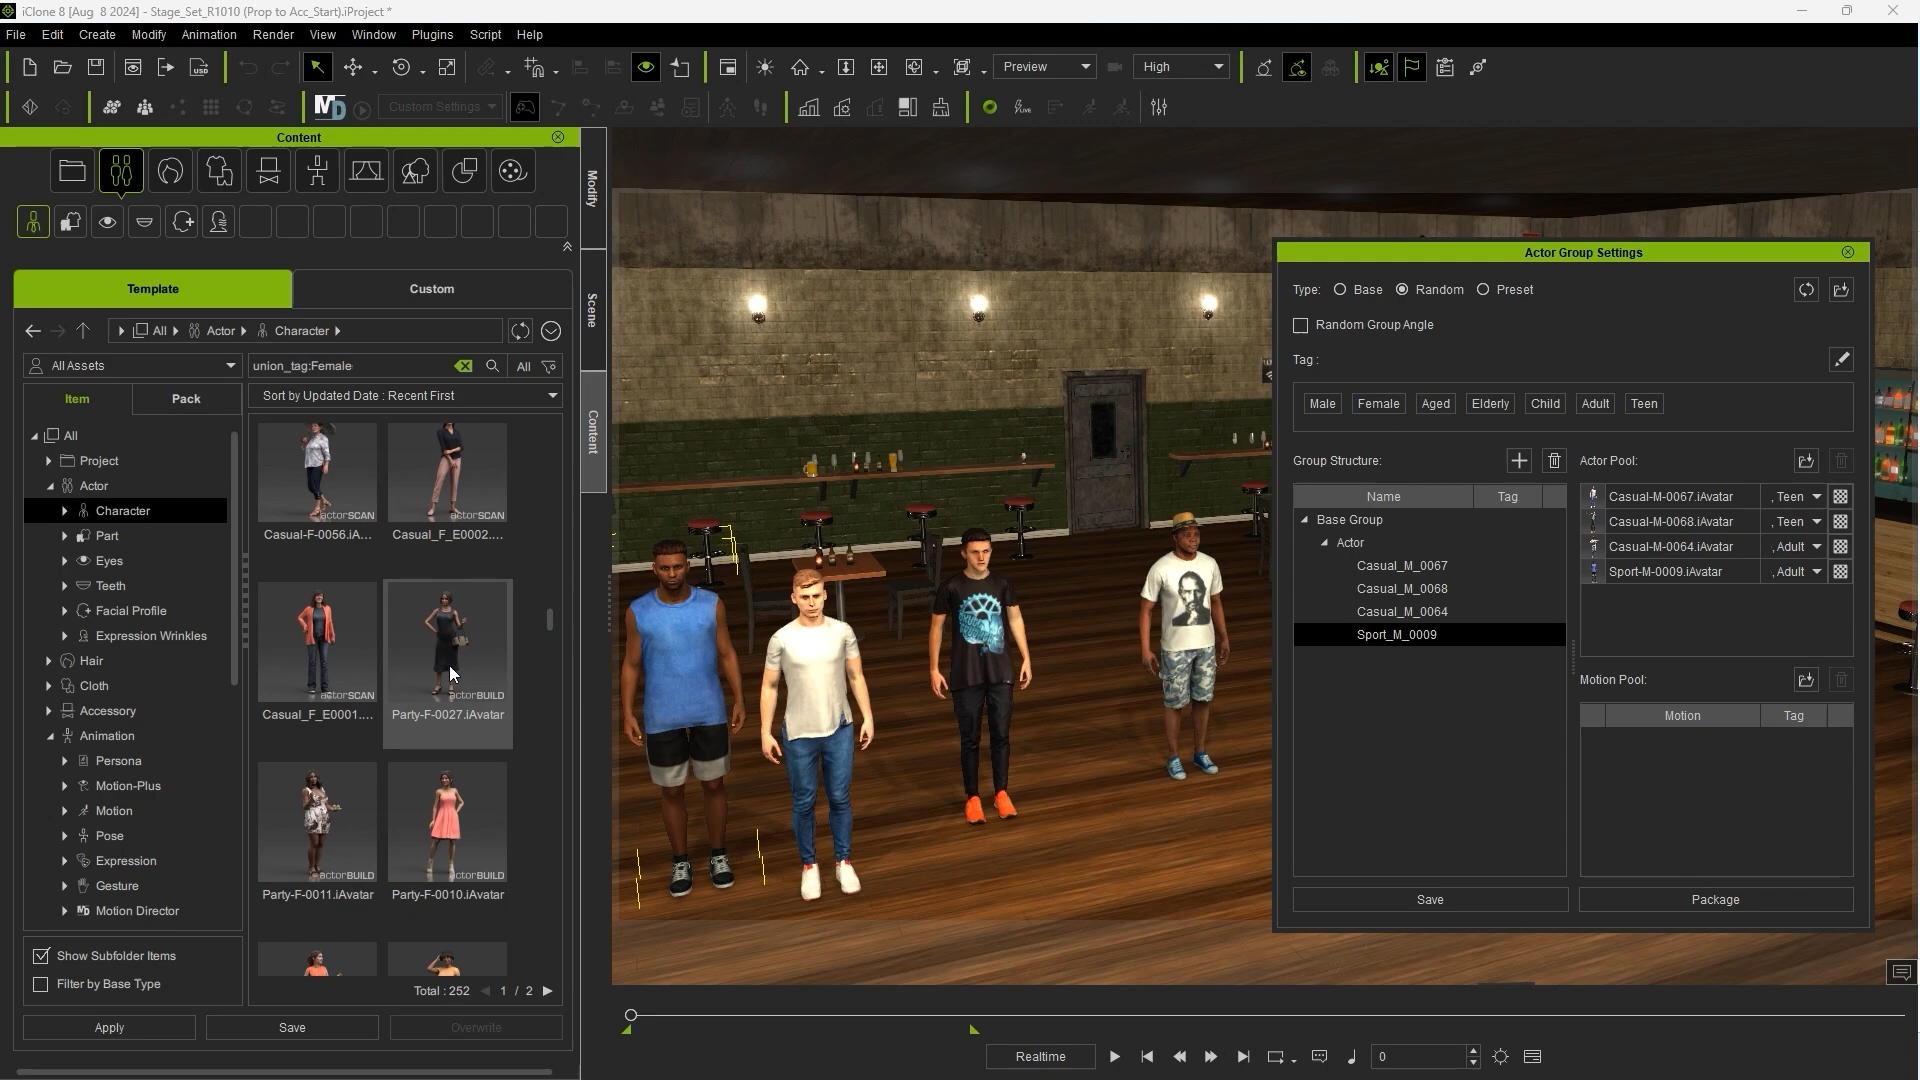 iClone 8 [Aug  8 2024] - Stage_Set_R1010 (Prop to Acc_Start).iProject *
File Edit Create Modify Animation Render View Window Plugins Script Help
Preview High
MD Custom Settings LIVE
Content
Modify
Scene
Content
Template Custom
All Actor Character
All Assets union_tag:Female All
Item Pack Sort by Updated Date : Recent First
All
Project
Actor
Character
Part
Eyes
Teeth
Facial Profile
Expression Wrinkles
Hair
Cloth
Accessory
Animation
Persona
Motion-Plus
Motion
Pose
Expression
Gesture
MD Motion Director
actorSCAN actorSCAN
Casual-F-0056.iA... Casual_F_E0002....
actorSCAN actorBUILD
Casual_F_E0001.... Party-F-0027.iAvatar
actorBUILD actorBUILD
Party-F-0011.iAvatar Party-F-0010.iAvatar
Show Subfolder Items
Filter by Base Type
Total : 252 1 / 2
Apply Save Overwrite
Actor Group Settings
Type: Base Random Preset
Random Group Angle
Tag :
Male Female Aged Elderly Child Adult Teen
Group Structure: Actor Pool:
Name Tag
Base Group
Actor
Casual_M_0067
Casual_M_0068
Casual_M_0064
Sport_M_0009
Casual-M-0067.iAvatar , Teen
Casual-M-0068.iAvatar , Teen
Casual-M-0064.iAvatar , Adult
Sport-M-0009.iAvatar , Adult
Motion Pool:
Motion Tag
Save Package
Realtime 0